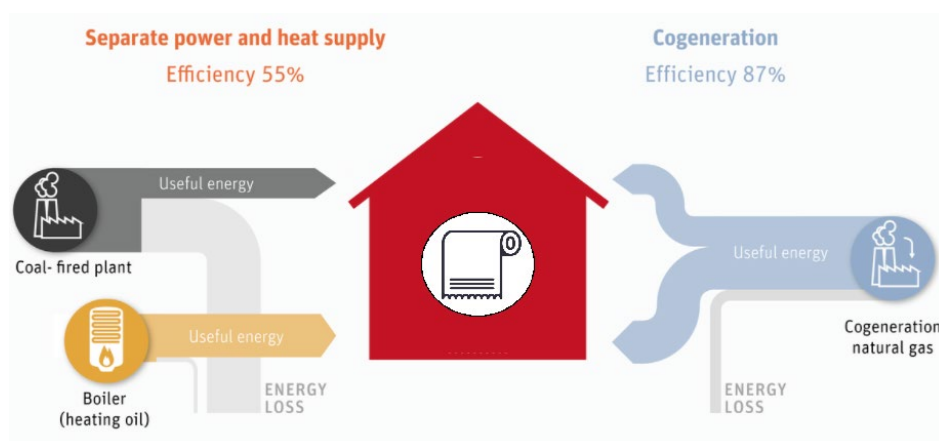 Separate power and heat supply
Efficiency 55%
Cogeneration
Efficiency 87%
Useful energy
Coal- fired plant
Useful energy
Boiler
(heating oil)
ENERGY
LOSS
Useful energy
Cogeneration
natural gas
ENERGY
LOSS